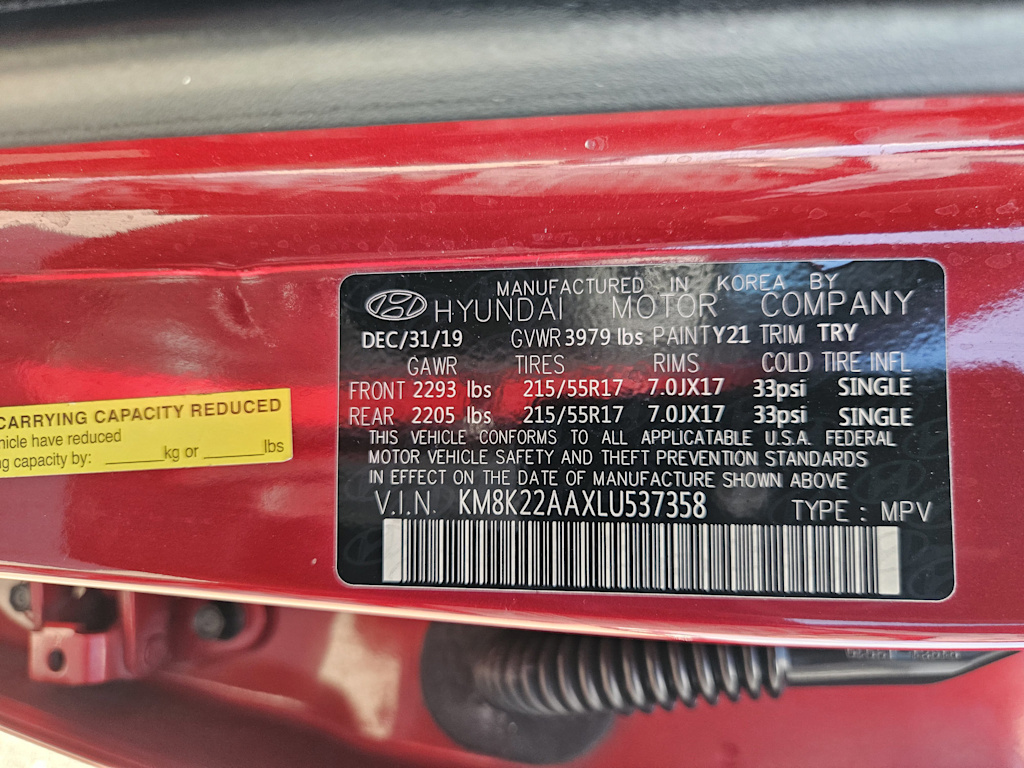 MANUFACTURED IN KOREA BY
HYUNDAI MOTOR COMPANY
DEC/31/19 GVWR 3979 lbs PAINT Y21 TRIM TRY
GAWR TIRES RIMS COLD TIRE INFL
FRONT 2293 lbs 215/55R17 7.0JX17 33psi SINGLE
REAR 2205 lbs 215/55R17 7.0JX17 33psi SINGLE
THIS VEHICLE CONFORMS TO ALL APPLICATABLE U.S.A. FEDERAL
MOTOR VEHICLE SAFETY AND THEFT PREVENTION STANDARDS
IN EFFECT ON THE DATE OF MANUFACTURE SHOWN ABOVE
V.I.N. KM8K22AAXLU537358 TYPE : MPV
CARRYING CAPACITY REDUCED
have reduced
capacity by: ______kg or ______lbs